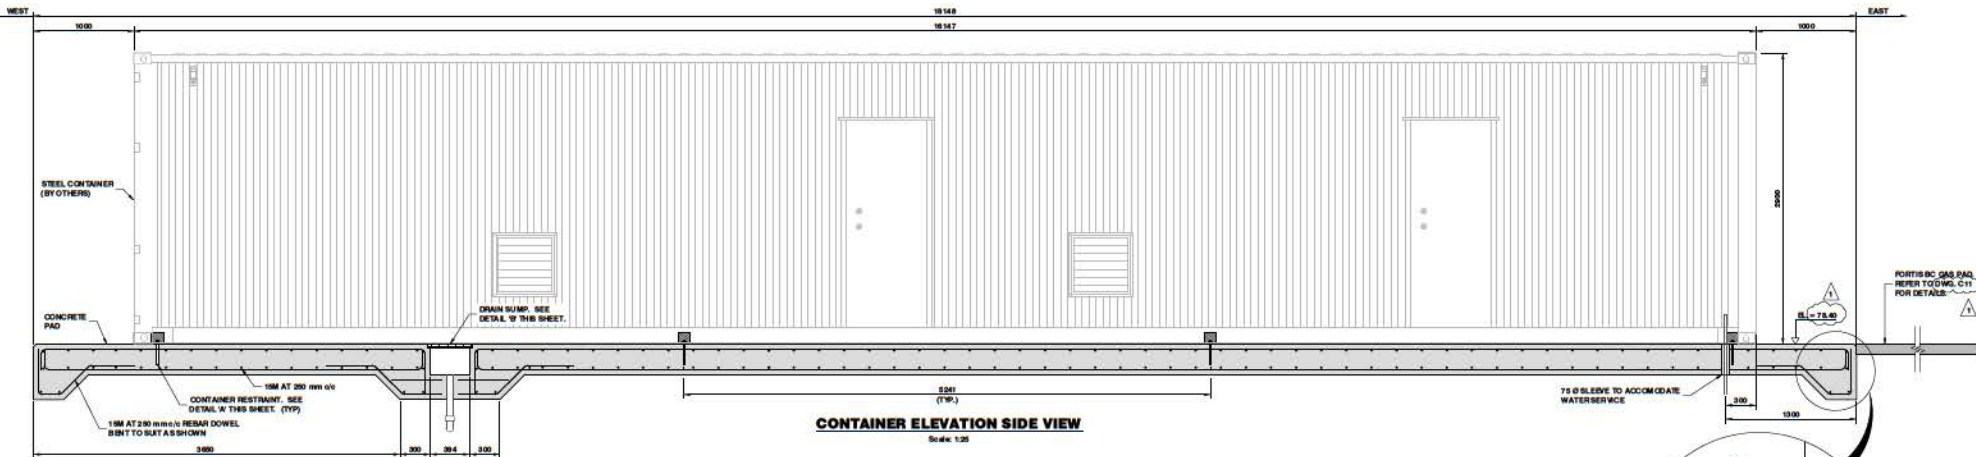 WEST
18148
EAST
1000
16147
1000
STEEL CONTAINER
(BY OTHERS)
2900
FORTISBC GAS PAD
REFER TO DWG. C11
FOR DETAILS.
1
1
EL. = 78.40
CONCRETE
PAD
DRAIN SUMP. SEE
DETAIL 'B' THIS SHEET.
15M AT 250 mm c/c
CONTAINER RESTRAINT. SEE
DETAIL 'A' THIS SHEET. (TYP)
15M AT 250 mm c/c REBAR DOWEL
BENT TO SUIT AS SHOWN
5241
(TYP.)
75 Ø SLEEVE TO ACCOMODATE
WATER SERVICE
300
1300
3650
300
394
300
CONTAINER ELEVATION SIDE VIEW
Scale: 1:25